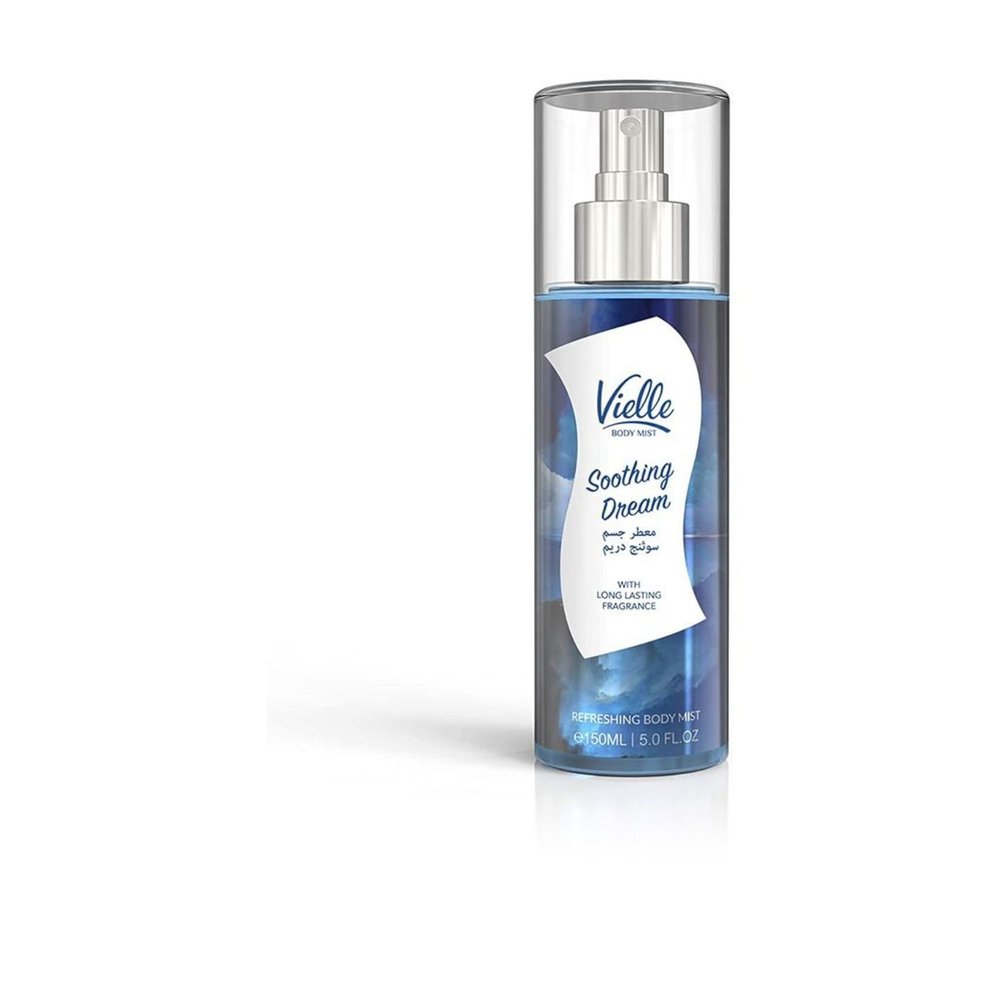 Vielle
BODY MIST
Soothing
Dream
معطر جسم
سوثنج دريم
WITH
LONG LASTING
FRAGRANCE
REFRESHING BODY MIST
℮150ML | 5.0 FL.OZ